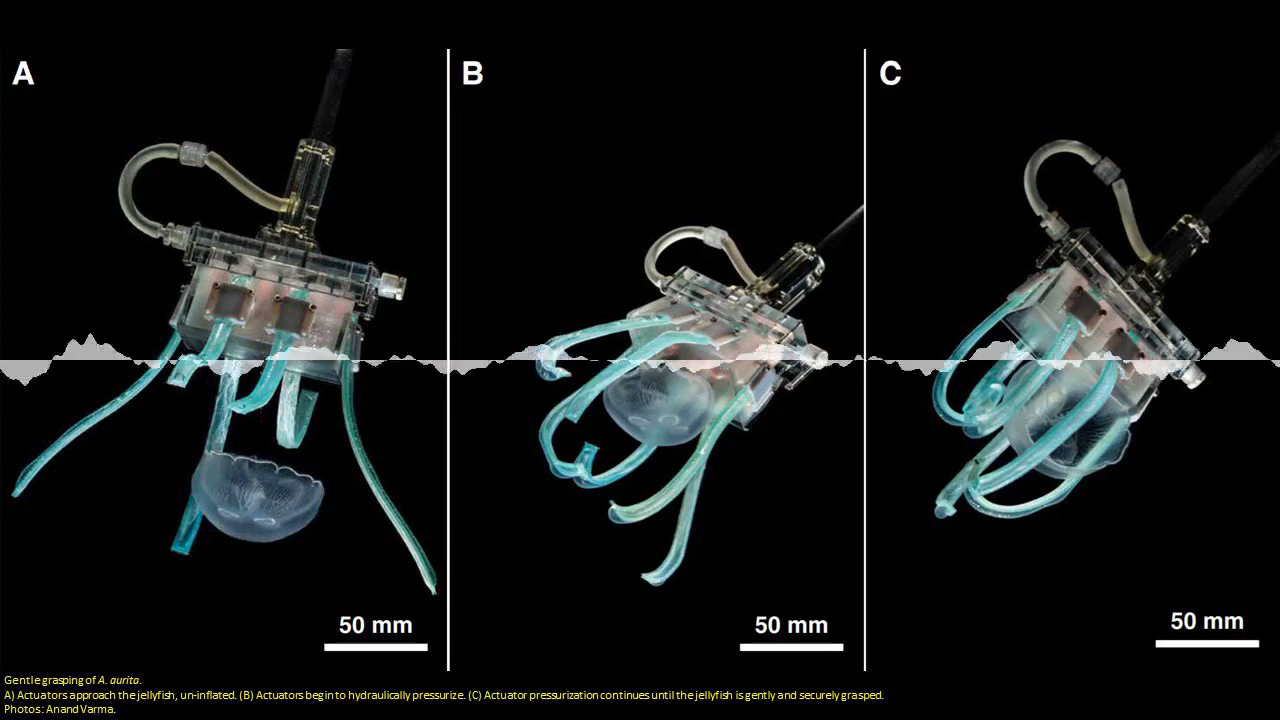 A
B
C
50 mm
50 mm
50 mm
Gentle grasping of A. aurita.
A) Actuators approach the jellyfish, un-inflated. (B) Actuators begin to hydraulically pressurize. (C) Actuator pressurization continues until the jellyfish is gently and securely grasped.
Photos: Anand Varma.